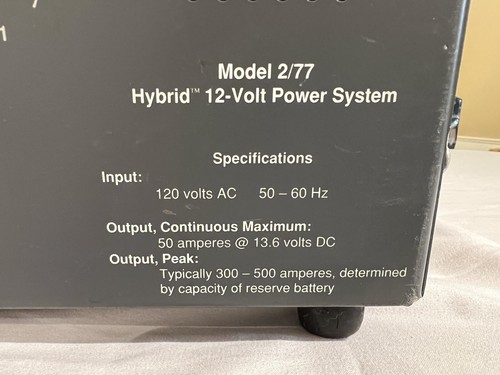 Model 2/77
Hybrid™ 12-Volt Power System
Specifications
Input:
120 volts AC 50 – 60 Hz
Output, Continuous Maximum:
50 amperes @ 13.6 volts DC
Output, Peak:
Typically 300 – 500 amperes, determined
by capacity of reserve battery